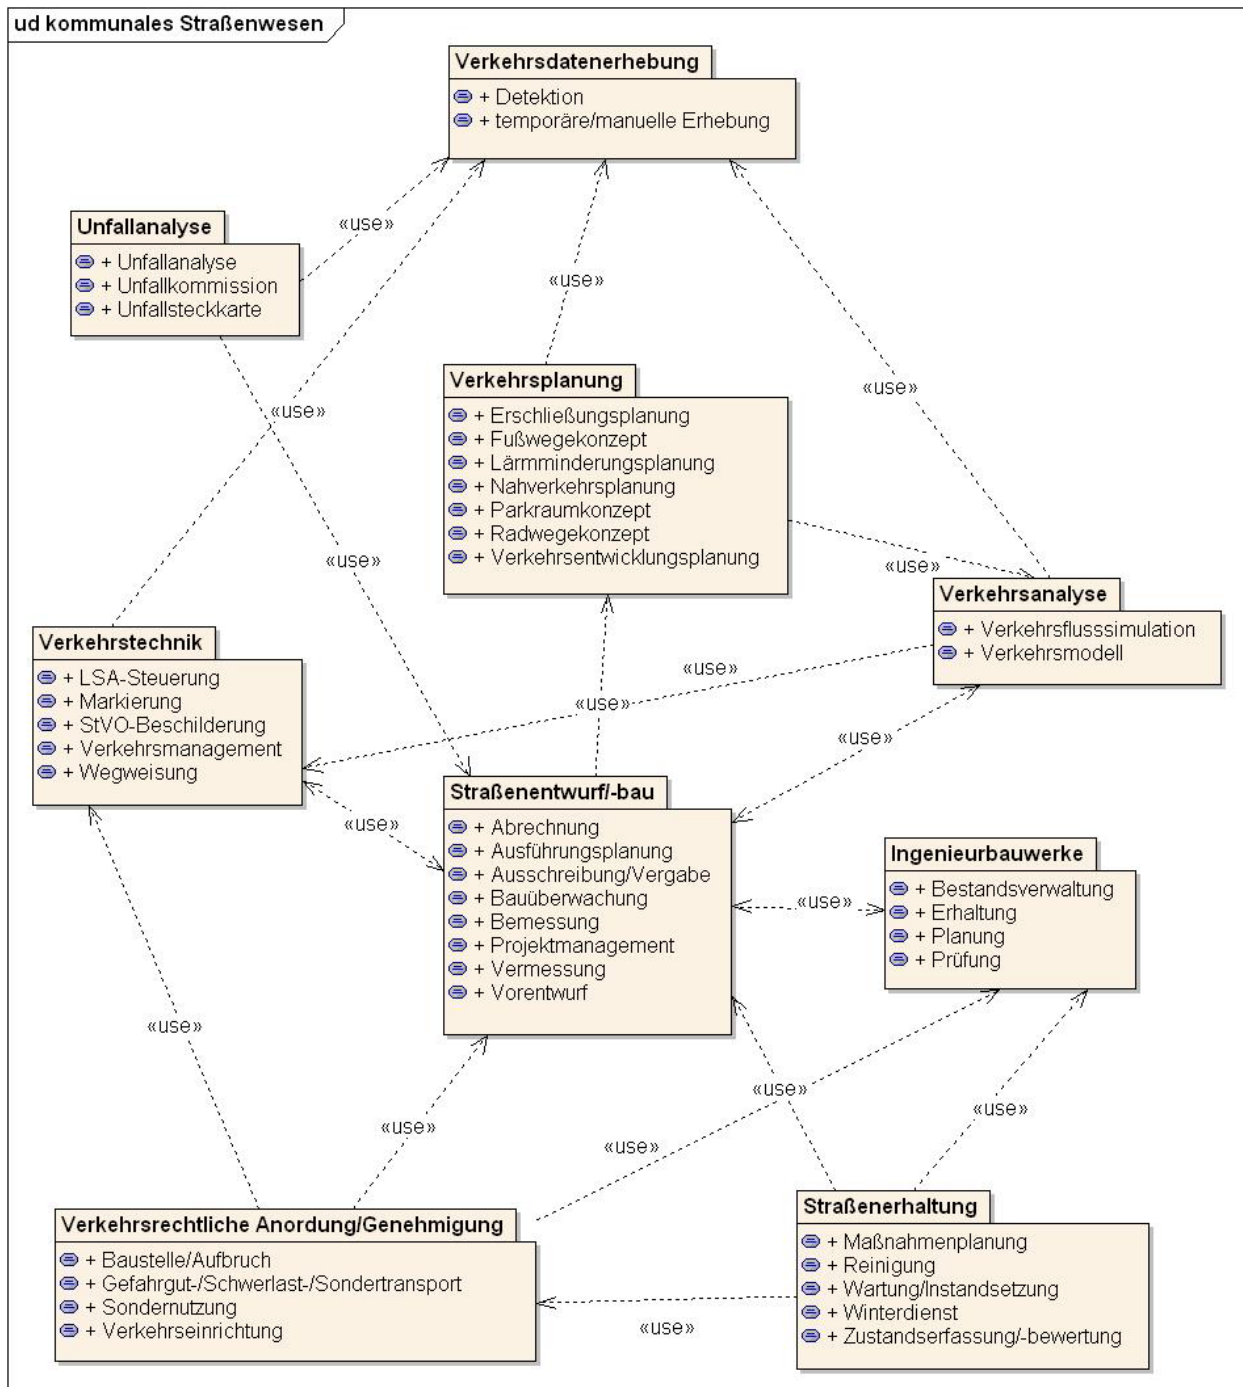 ud kommunales Straßenwesen
Verkehrsdatenerhebung
+ Detektion
+ temporäre/manuelle Erhebung
Unfallanalyse
+ Unfallanalyse
+ Unfallkommission
+ Unfallsteckkarte
«use»
«use»
«use»
«use»
«use»
Verkehrsplanung
+ Erschließungsplanung
+ Fußwegekonzept
+ Lärmminderungsplanung
+ Nahverkehrsplanung
+ Parkraumkonzept
+ Radwegekonzept
+ Verkehrsentwicklungsplanung
«use»
«use»
Verkehrsanalyse
+ Verkehrsflusssimulation
+ Verkehrsmodell
Verkehrstechnik
+ LSA-Steuerung
+ Markierung
+ StVO-Beschilderung
+ Verkehrsmanagement
+ Wegweisung
«use»
«use»
«use»
«use»
Straßenentwurf/-bau
+ Abrechnung
+ Ausführungsplanung
+ Ausschreibung/Vergabe
+ Bauüberwachung
+ Bemessung
+ Projektmanagement
+ Vermessung
+ Vorentwurf
«use»
Ingenieurbauwerke
+ Bestandsverwaltung
+ Erhaltung
+ Planung
+ Prüfung
«use»
«use»
«use»
«use»
«use»
Verkehrsrechtliche Anordung/Genehmigung
+ Baustelle/Aufbruch
+ Gefahrgut-/Schwerlast-/Sondertransport
+ Sondernutzung
+ Verkehrseinrichtung
«use»
Straßenerhaltung
+ Maßnahmenplanung
+ Reinigung
+ Wartung/Instandsetzung
+ Winterdienst
+ Zustandserfassung/-bewertung